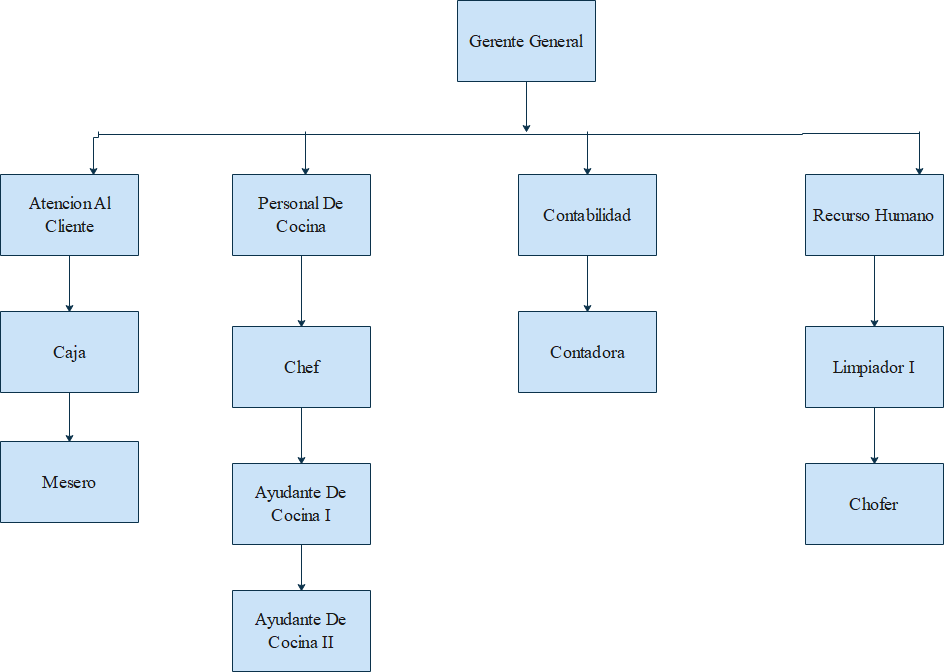 Gerente General
Atencion Al
Cliente
Personal De
Cocina
Contabilidad
Recurso Humano
Caja
Chef
Contadora
Limpiador I
Mesero
Ayudante De
Cocina I
Chofer
Ayudante De
Cocina II